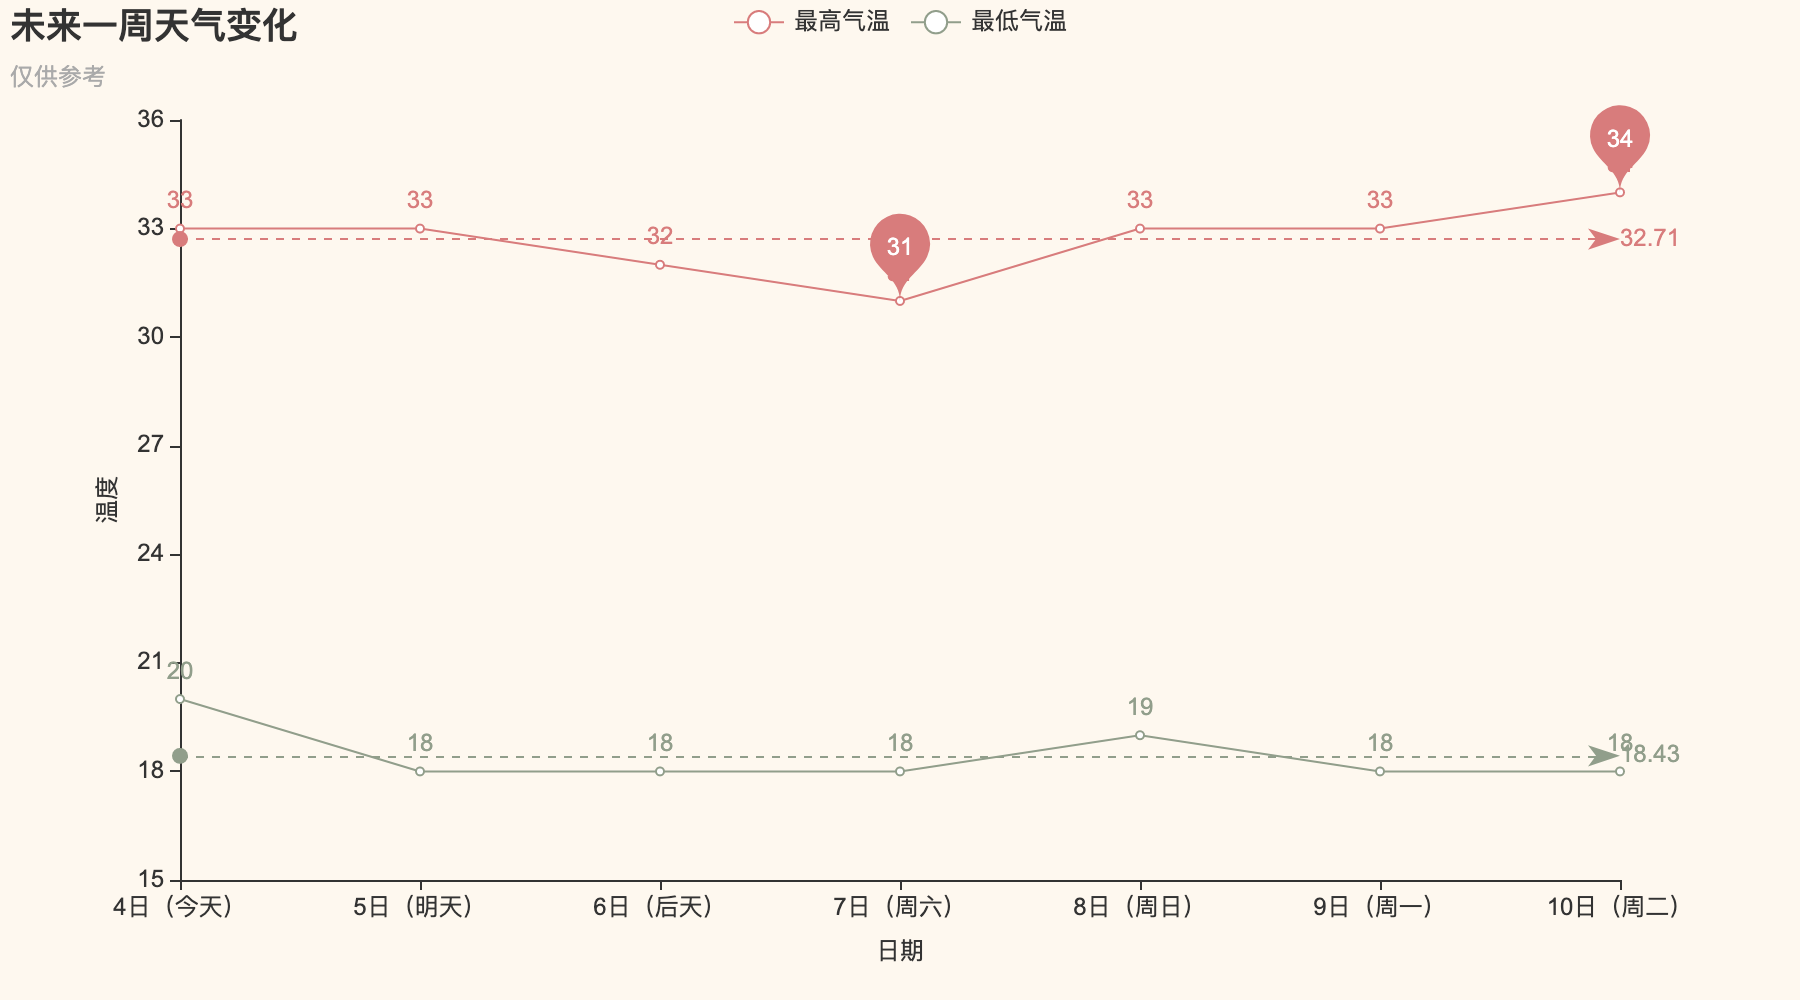 未来一周天气变化
仅供参考
最高气温 最低气温
36
33
30
27
24
21
18
15
温度
33 33 32 31 33 33 34
32.71
20 18 18 18 19 18 18
18.43
4日（今天） 5日（明天） 6日（后天） 7日（周六） 8日（周日） 9日（周一） 10日（周二）
日期